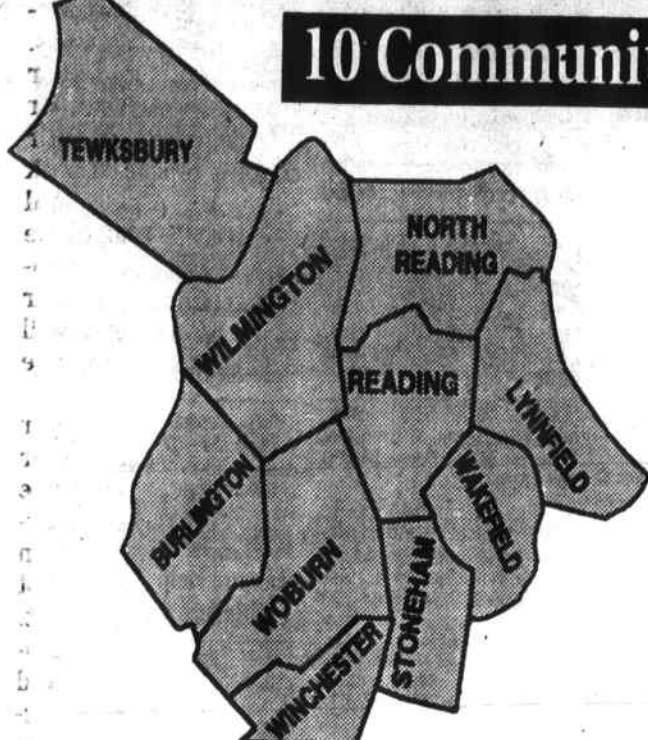 10 Communit
TEWKSBURY
NORTH
READING
WILMINGTON
READING
LYNNFIELD
BURLINGTON
WAKEFIELD
WOBURN
STONEHAM
WINCHESTER